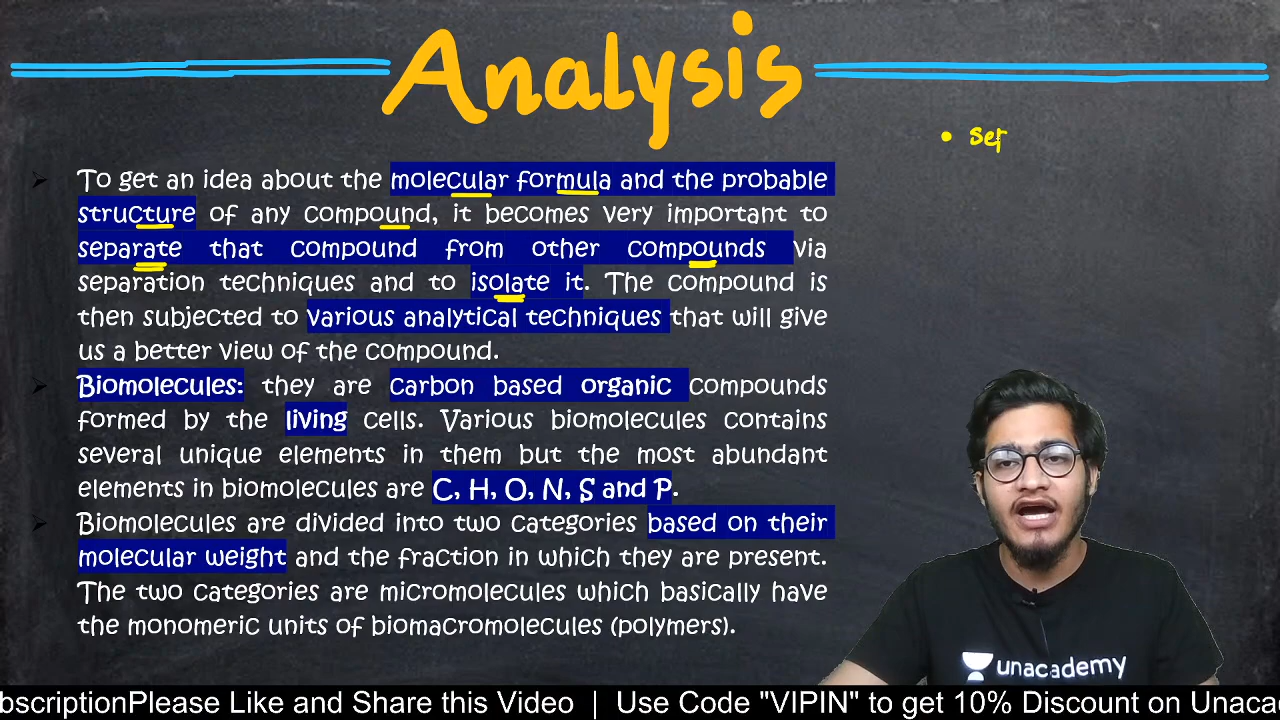 Analysis
• sep
To get an idea about the molecular formula and the probable
structure of any compound, it becomes very important to
separate that compound from other compounds via
separation techniques and to isolate it. The compound is
then subjected to various analytical techniques that will give
us a better view of the compound.
Biomolecules: they are carbon based organic compounds
formed by the living cells. Various biomolecules contains
several unique elements in them but the most abundant
elements in biomolecules are C, H, O, N, S and P.
Biomolecules are divided into two categories based on their
molecular weight and the fraction in which they are present.
The two categories are micromolecules which basically have
the monomeric units of biomacromolecules (polymers).
unacademy
bscriptionPlease Like and Share this Video | Use Code "VIPIN" to get 10% Discount on Unaca